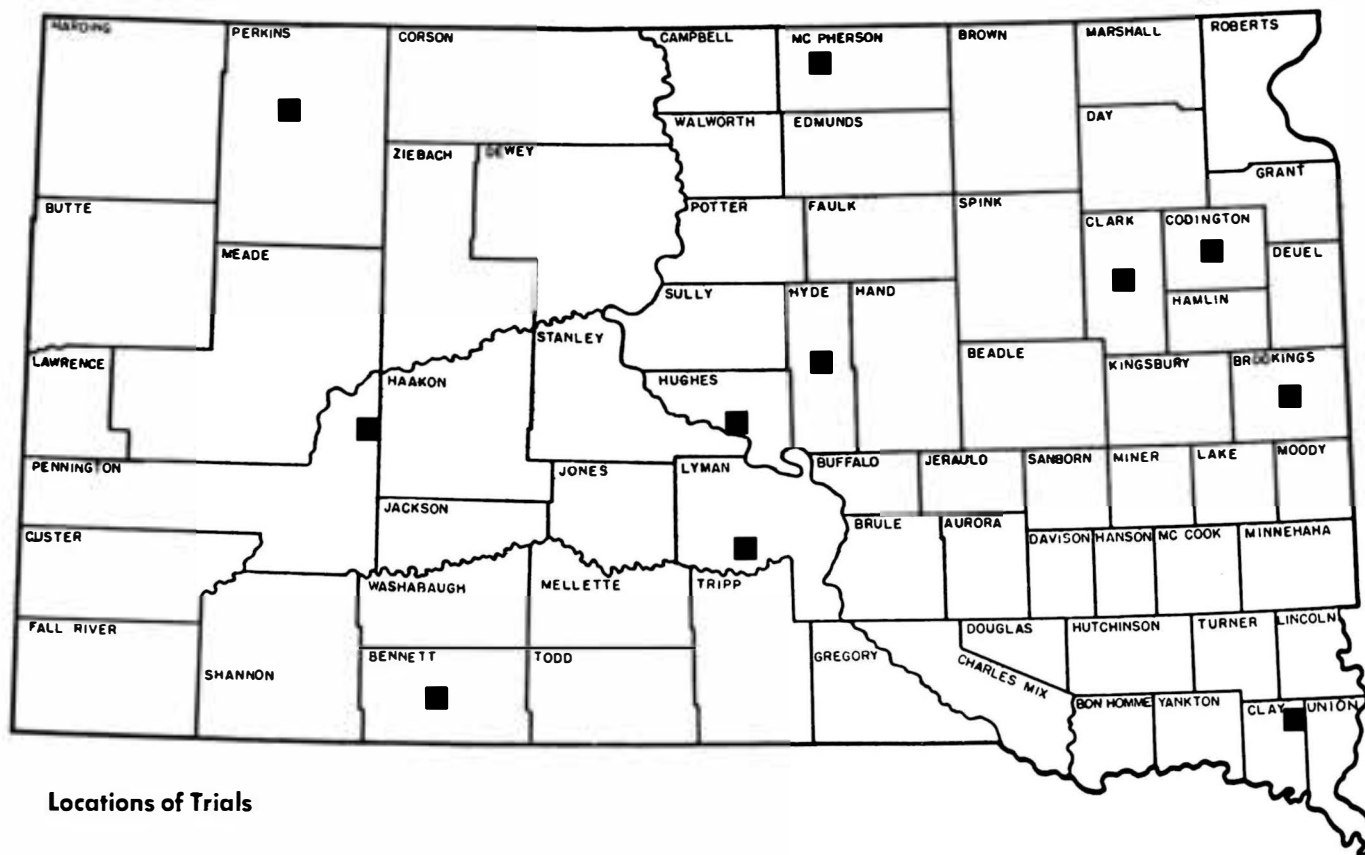 HARDING
PERKINS
CORSON
CAMPBELL
MC PHERSON
BROWN
MARSHALL
ROBERTS
WALWORTH
EDMUNDS
DAY
ZIEBACH
DEWEY
GRANT
BUTTE
POTTER
FAULK
SPINK
CLARK
CODINGTON
MEADE
DEUEL
SULLY
HYDE
HAND
HAMLIN
STANLEY
LAWRENCE
HAAKON
HUGHES
BEADLE
KINGSBURY
BROOKINGS
PENNINGTON
JONES
LYMAN
BUFFALO
JERAULD
SANBORN
MINER
LAKE
MOODY
JACKSON
CUSTER
BRULE
AURORA
DAVISON
HANSON
MC COOK
MINNEHAHA
WASHABAUGH
MELLETTE
TRIPP
FALL RIVER
SHANNON
BENNETT
TODD
GREGORY
DOUGLAS
CHARLES MIX
HUTCHINSON
TURNER
LINCOLN
BON HOMME
YANKTON
CLAY
UNION
Locations of Trials